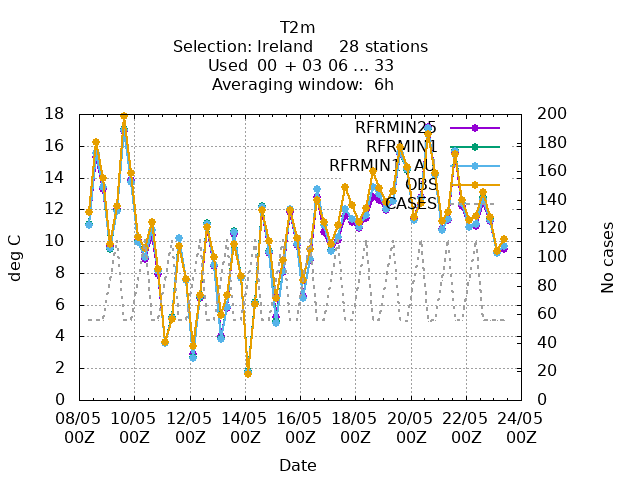 T2m
Selection: Ireland 28 stations
Used 00 + 03 06 ... 33
Averaging window: 6h
18 200
16 180
14 160
12 140
10 120
8 100
6 80
4 60
2 40
0 20
0
RFRMIN25
RFRMIN1
AU
OBS
CASES
deg C
No cases
08/05 10/05 12/05 14/05 16/05 18/05 20/05 22/05 24/05
00Z 00Z 00Z 00Z 00Z 00Z 00Z 00Z 00Z
Date